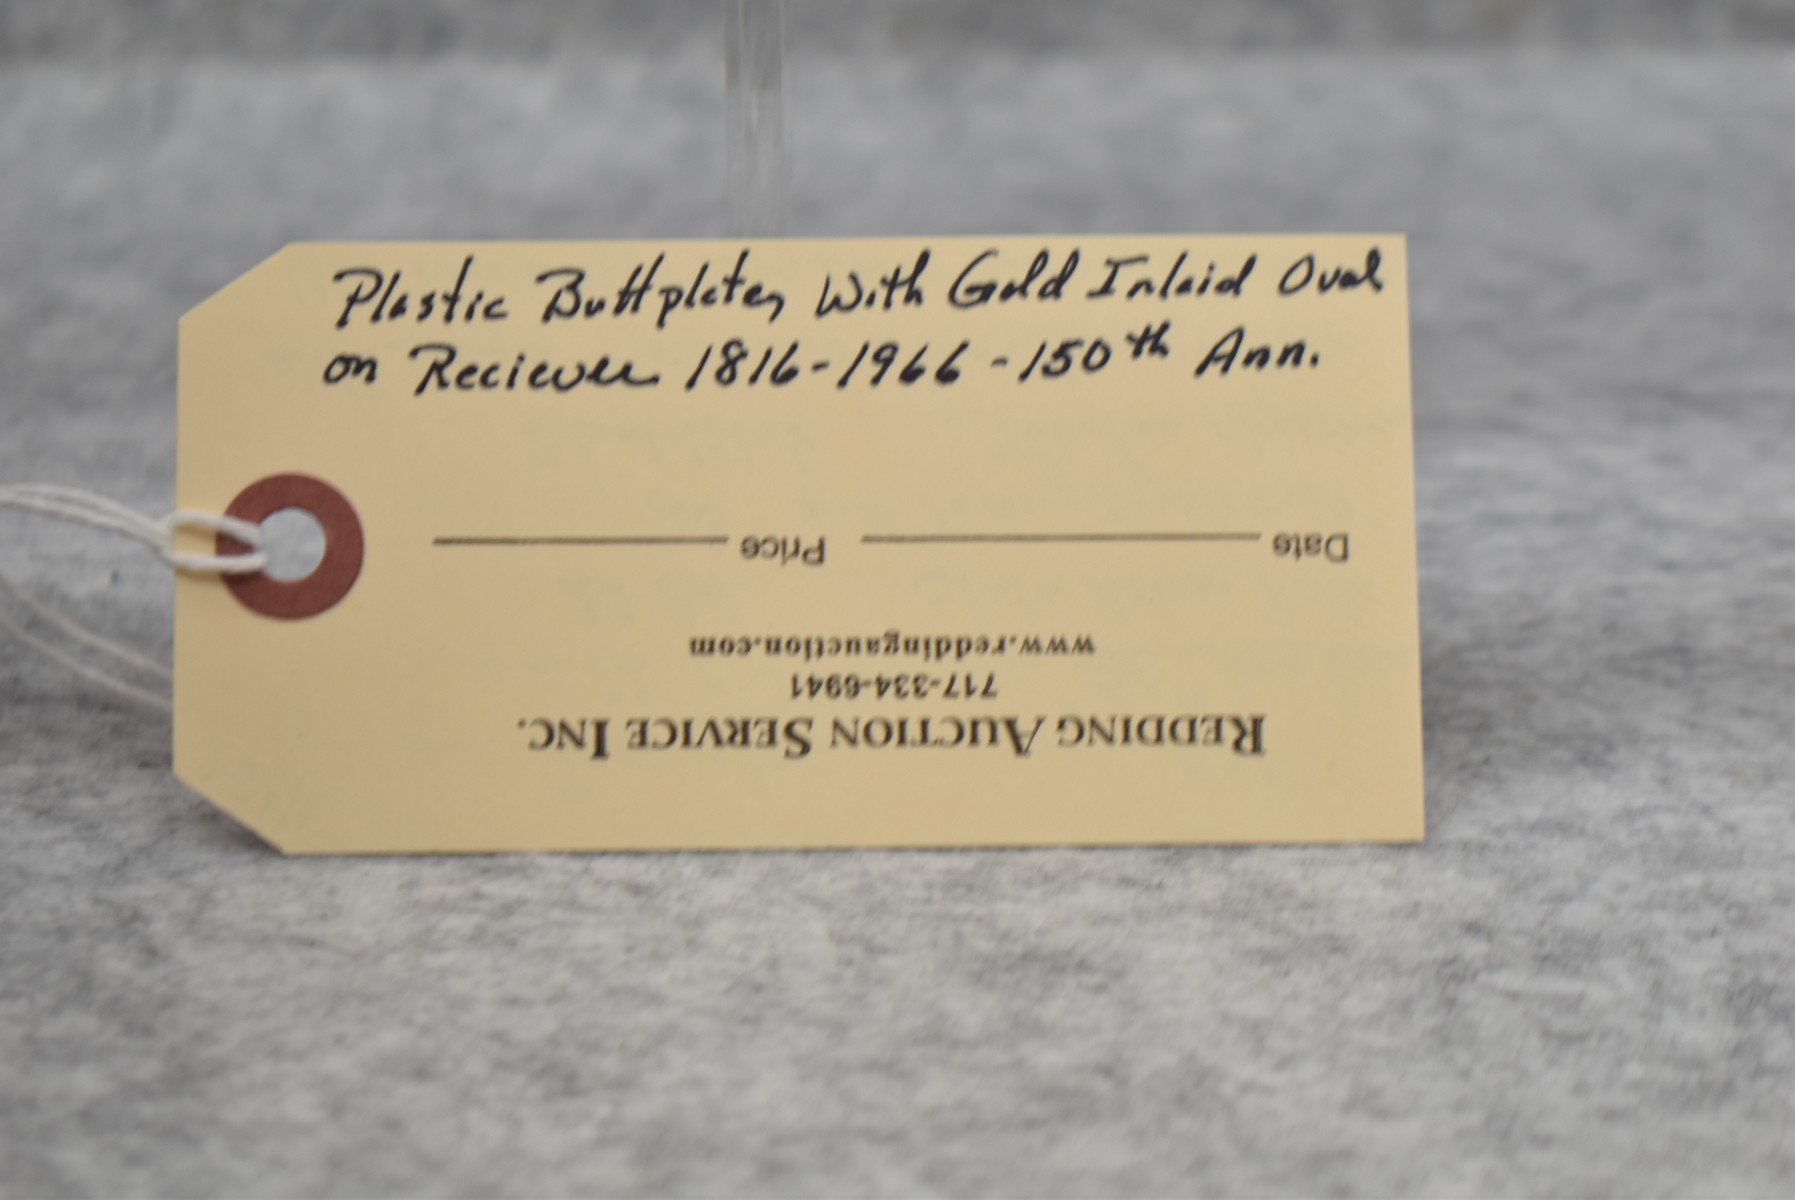 Plastic Buttplate, With Gold Inlaid Oval
on Reciever 1816-1966-150th Ann.
Date Price
www.reddingauction.com
717-334-6941
REDDING AUCTION SERVICE INC.